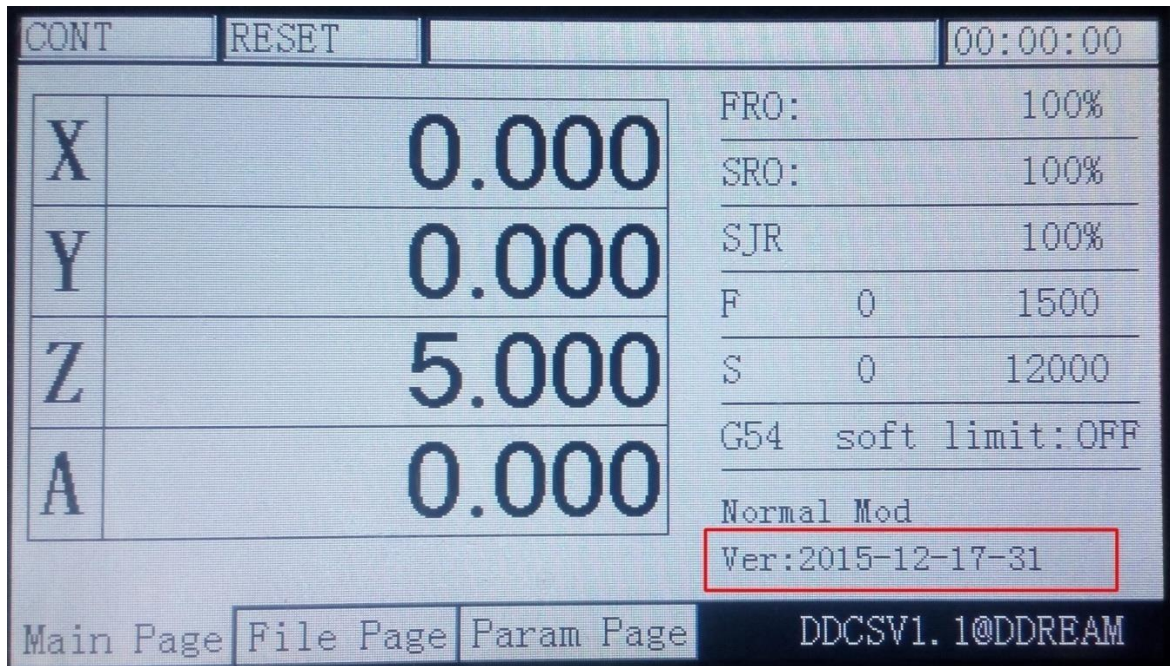 CONT RESET 00:00:00
X 0.000
Y 0.000
Z 5.000
A 0.000
FRO: 100%
SRO: 100%
SJR 100%
F 0 1500
S 0 12000
G54 soft limit:OFF
Normal Mod
Ver:2015-12-17-31
Main Page File Page Param Page DDCSV1.1@DDREAM